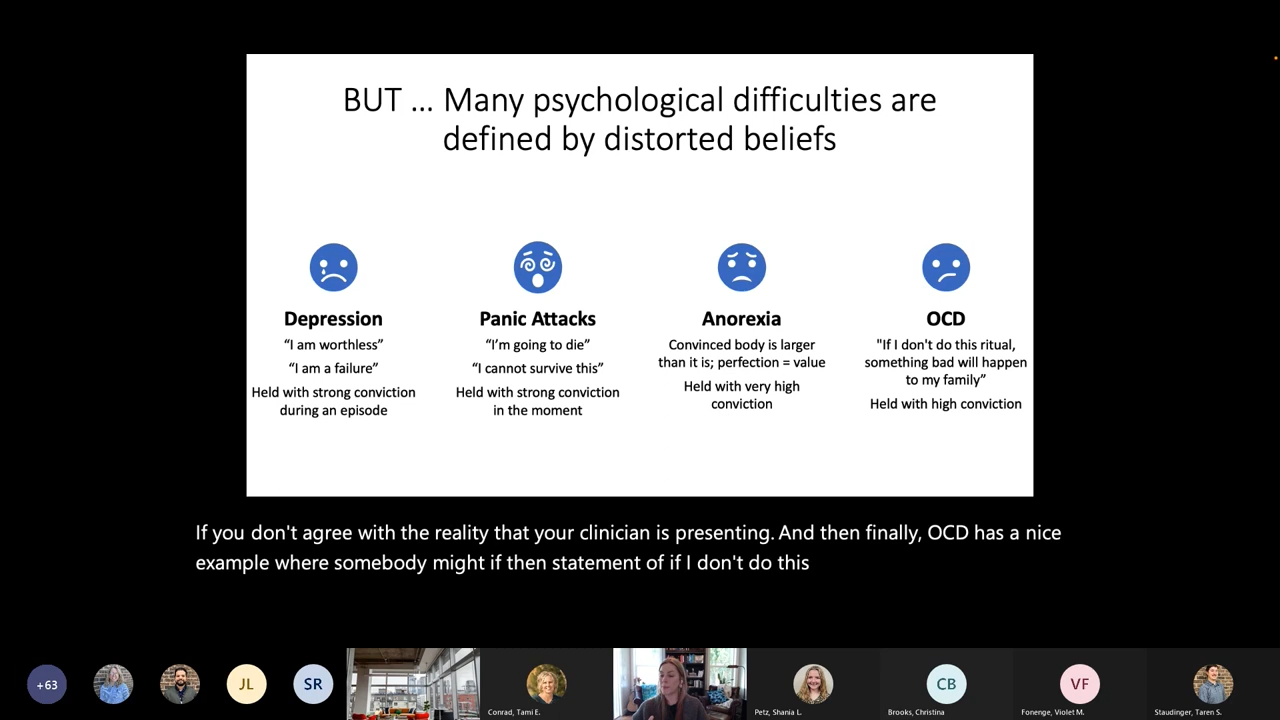 BUT ... Many psychological difficulties are
defined by distorted beliefs
Depression
“I am worthless”
“I am a failure”
Held with strong conviction
during an episode
Panic Attacks
“I’m going to die”
“I cannot survive this”
Held with strong conviction
in the moment
Anorexia
Convinced body is larger
than it is; perfection = value
Held with very high
conviction
OCD
"If I don't do this ritual,
something bad will happen
to my family”
Held with high conviction
If you don't agree with the reality that your clinician is presenting. And then finally, OCD has a nice
example where somebody might if then statement of if I don't do this
+63
JL
SR
Conrad, Tami E.
Petz, Shania L.
CB
Brooks, Christina
VF
Fonenge, Violet M.
Staudinger, Taren S.